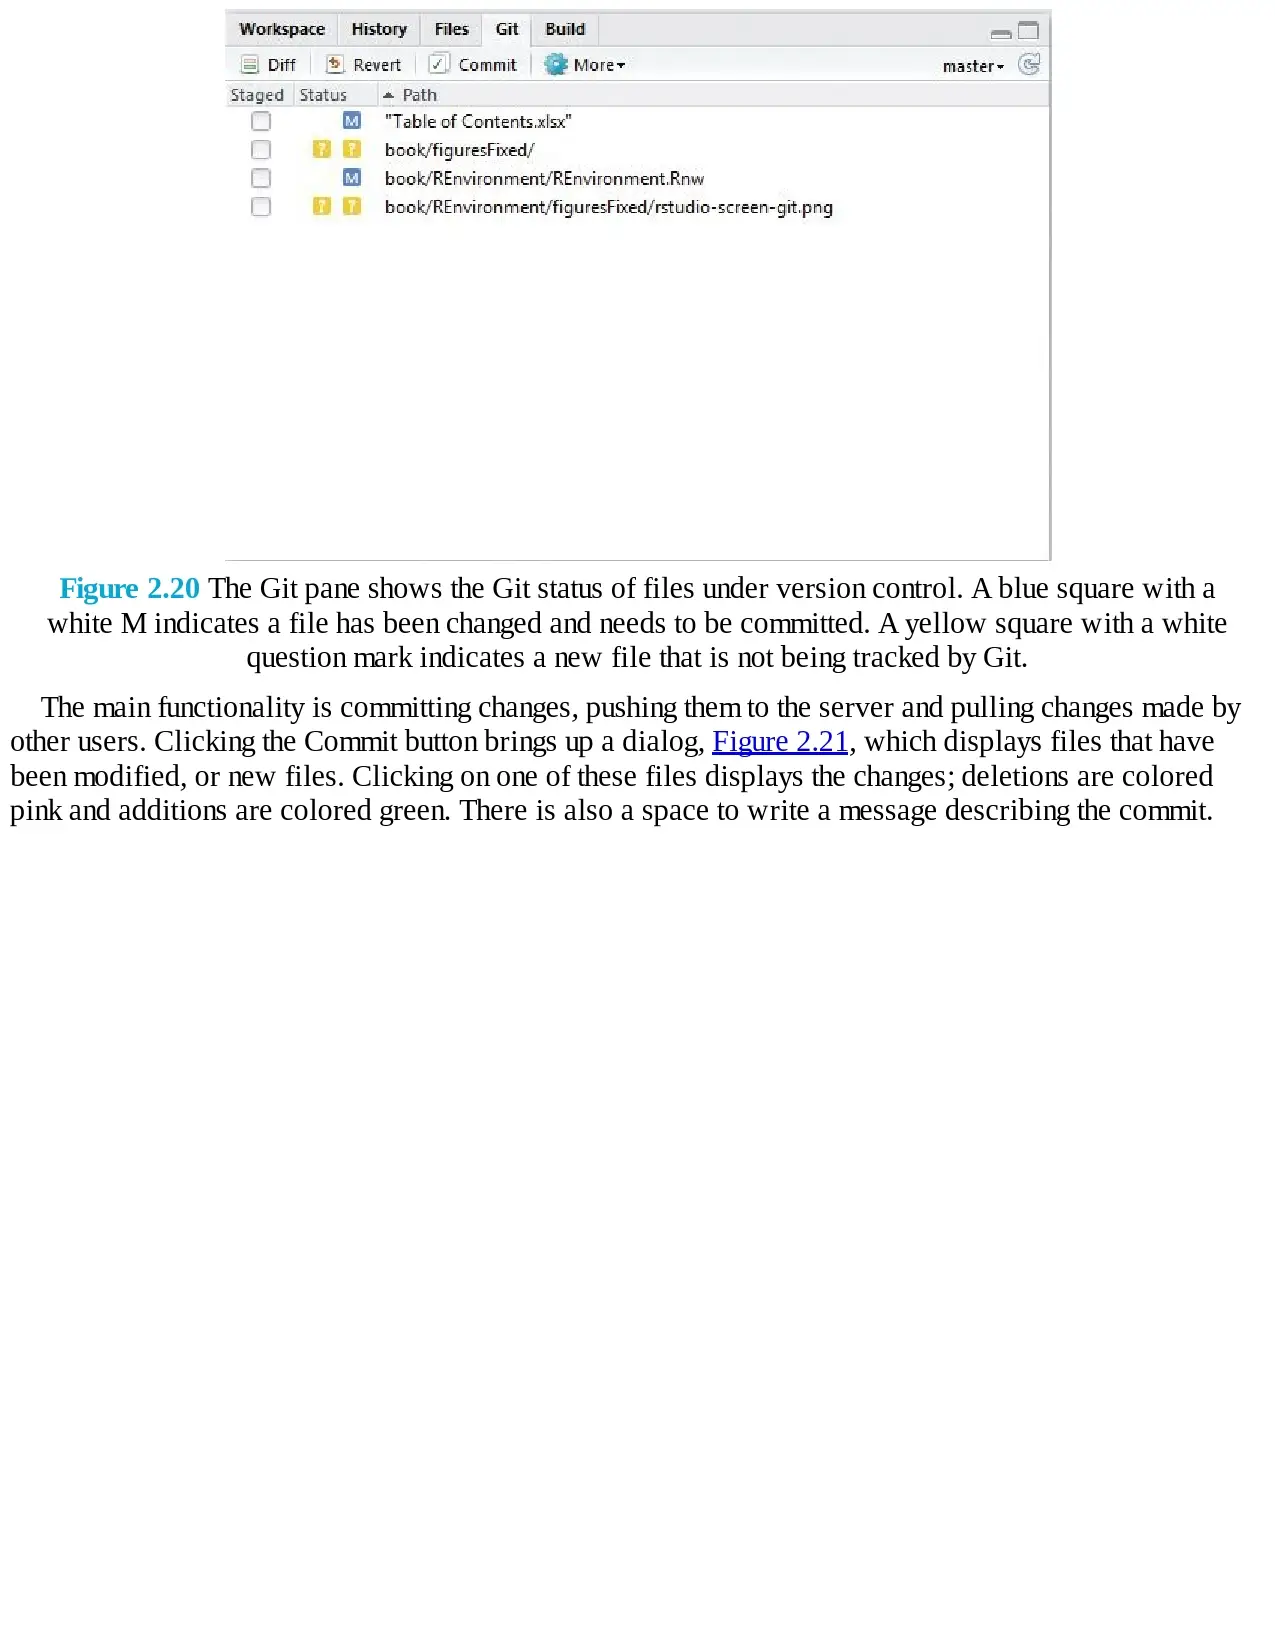 Workspace History Files Git Build
Diff Revert Commit More master
Staged Status Path
M "Table of Contents.xlsx"
? ? book/figuresFixed/
M book/REnvironment/REnvironment.Rnw
? ? book/REnvironment/figuresFixed/rstudio-screen-git.png
Figure 2.20 The Git pane shows the Git status of files under version control. A blue square with a
white M indicates a file has been changed and needs to be committed. A yellow square with a white
question mark indicates a new file that is not being tracked by Git.
The main functionality is committing changes, pushing them to the server and pulling changes made by
other users. Clicking the Commit button brings up a dialog, Figure 2.21, which displays files that have
been modified, or new files. Clicking on one of these files displays the changes; deletions are colored
pink and additions are colored green. There is also a space to write a message describing the commit.